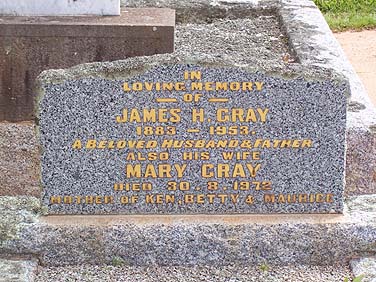 IN
LOVING MEMORY
— OF —
JAMES H. GRAY
1883 — 1953.
A BELOVED HUSBAND & FATHER.
ALSO HIS WIFE
MARY GRAY
DIED 30.8.1972
MOTHER OF KEN, BETTY & MAURICE